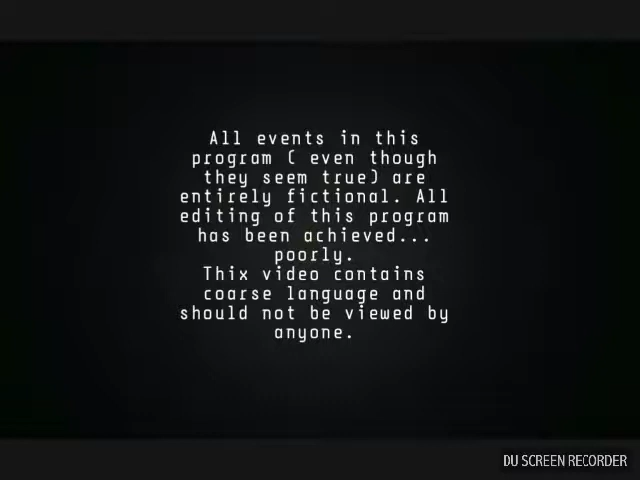 All events in this
program ( even though
they seem true) are
entirely fictional. All
editing of this program
has been achieved...
poorly.
Thix video contains
coarse language and
should not be viewed by
anyone.
DU SCREEN RECORDER